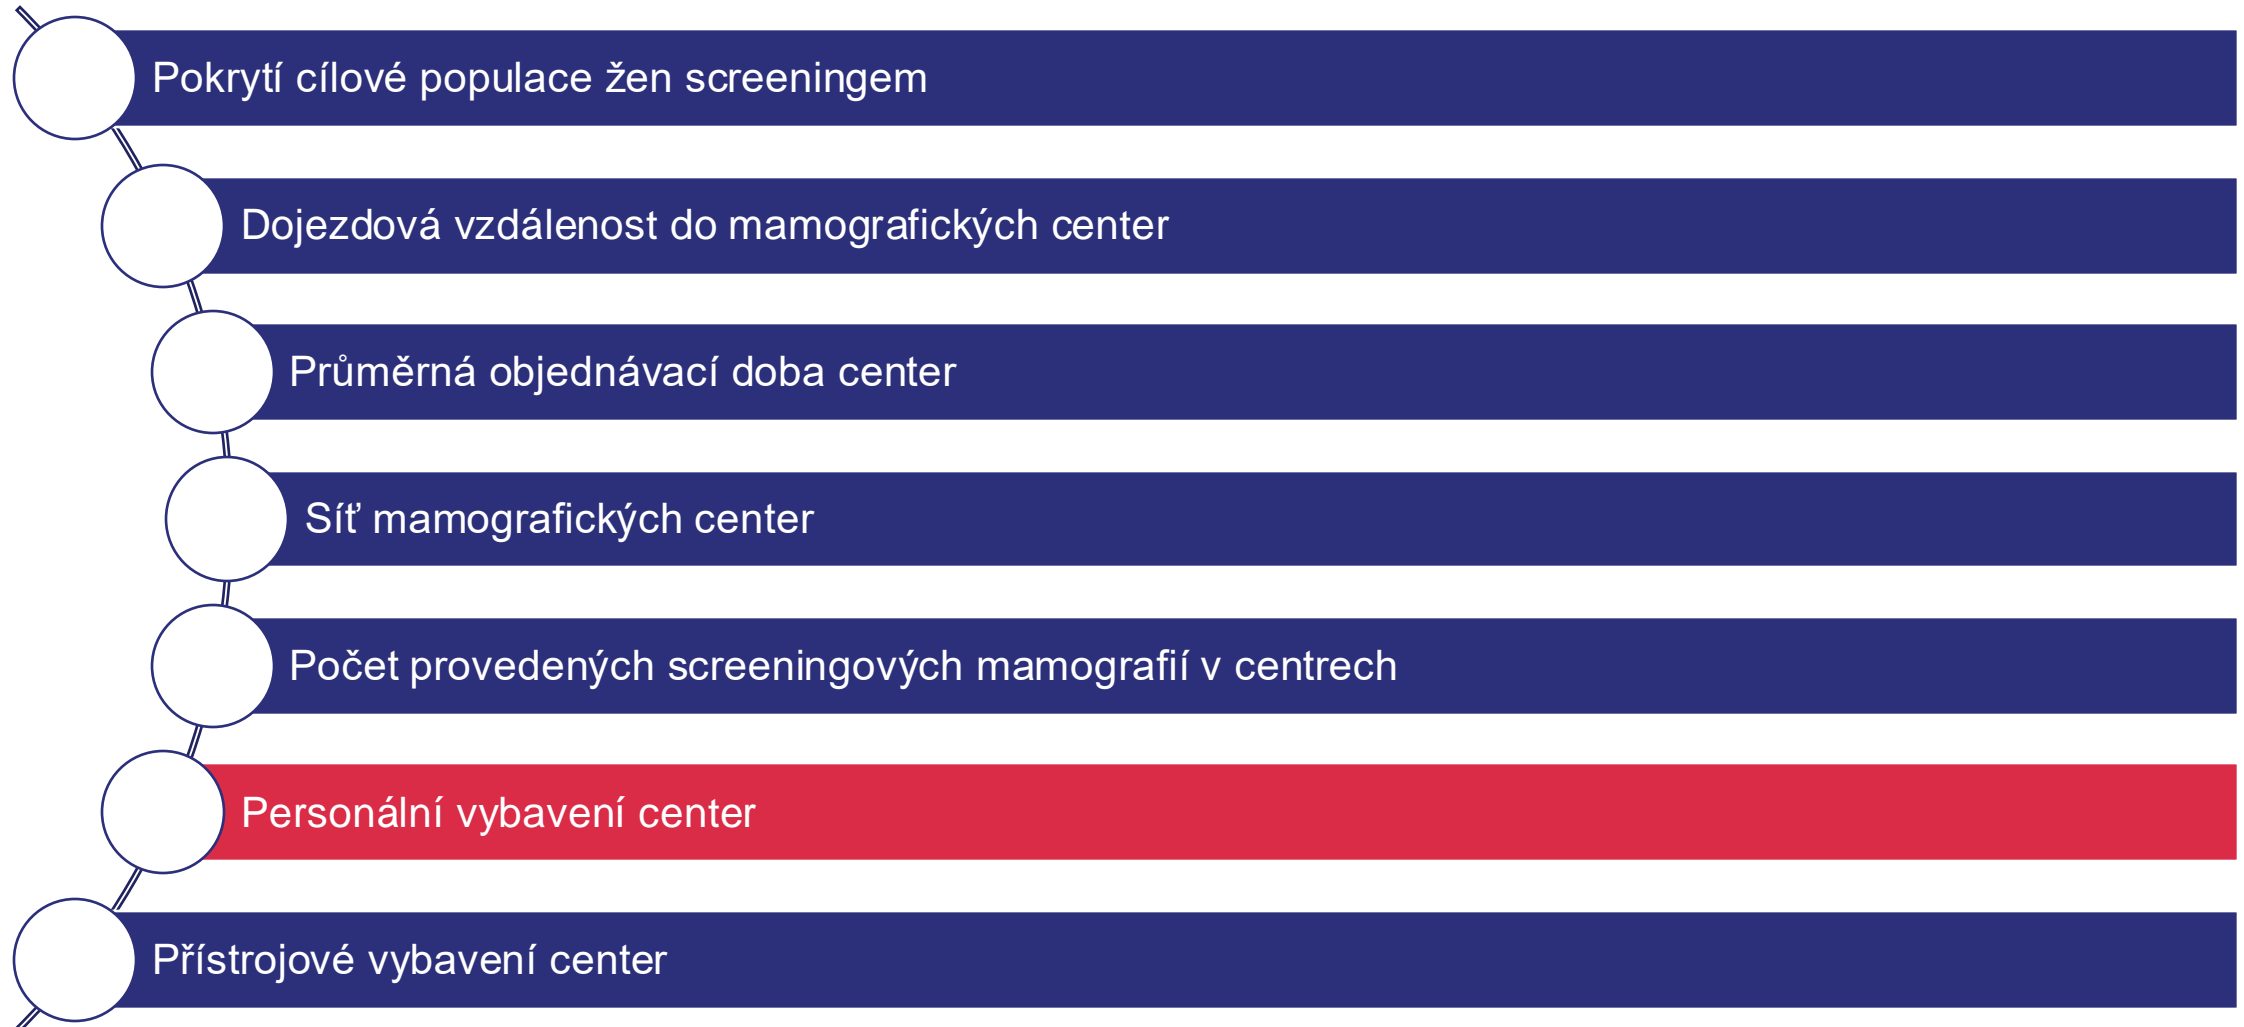 Pokrytí cílové populace žen screeningem
Dojezdová vzdálenost do mamografických center
Průměrná objednávací doba center
Síť mamografických center
Počet provedených screeningových mamografií v centrech
Personální vybavení center
Přístrojové vybavení center